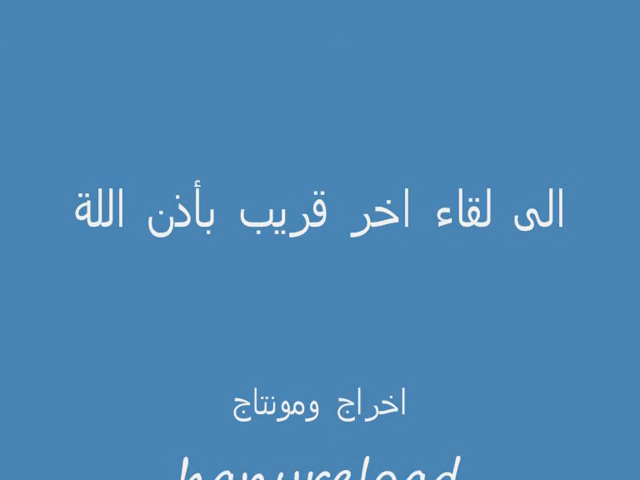 الى لقاء اخر قريب بأذن اللة
اخراج ومونتاج